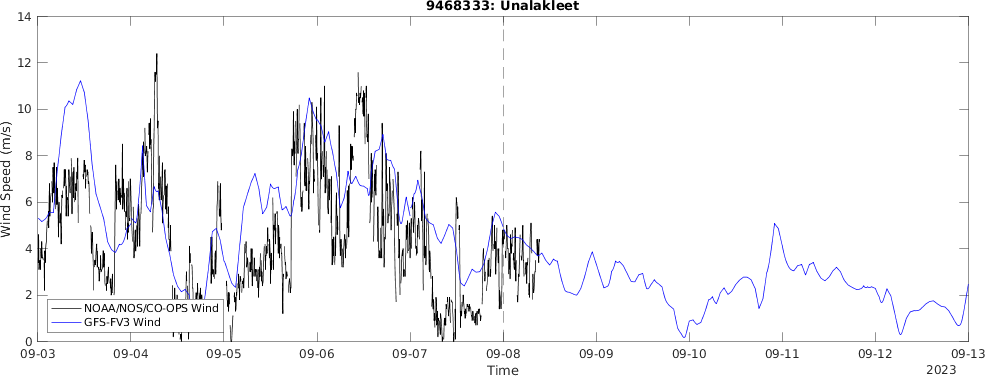 9468333: Unalakleet
14
12
10
8
6
4
2
0
Wind Speed (m/s)
NOAA/NOS/CO-OPS Wind
GFS-FV3 Wind
09-03 09-04 09-05 09-06 09-07 09-08 09-09 09-10 09-11 09-12 09-13
Time
2023